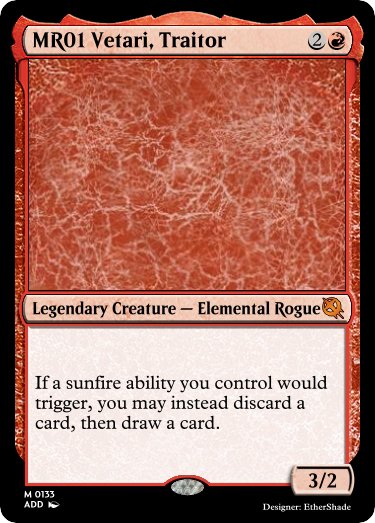 MR01 Vetari, Traitor 2
Legendary Creature — Elemental Rogue
If a sunfire ability you control would
trigger, you may instead discard a
card, then draw a card.
3/2
M 0133
ADD
Designer: EtherShade